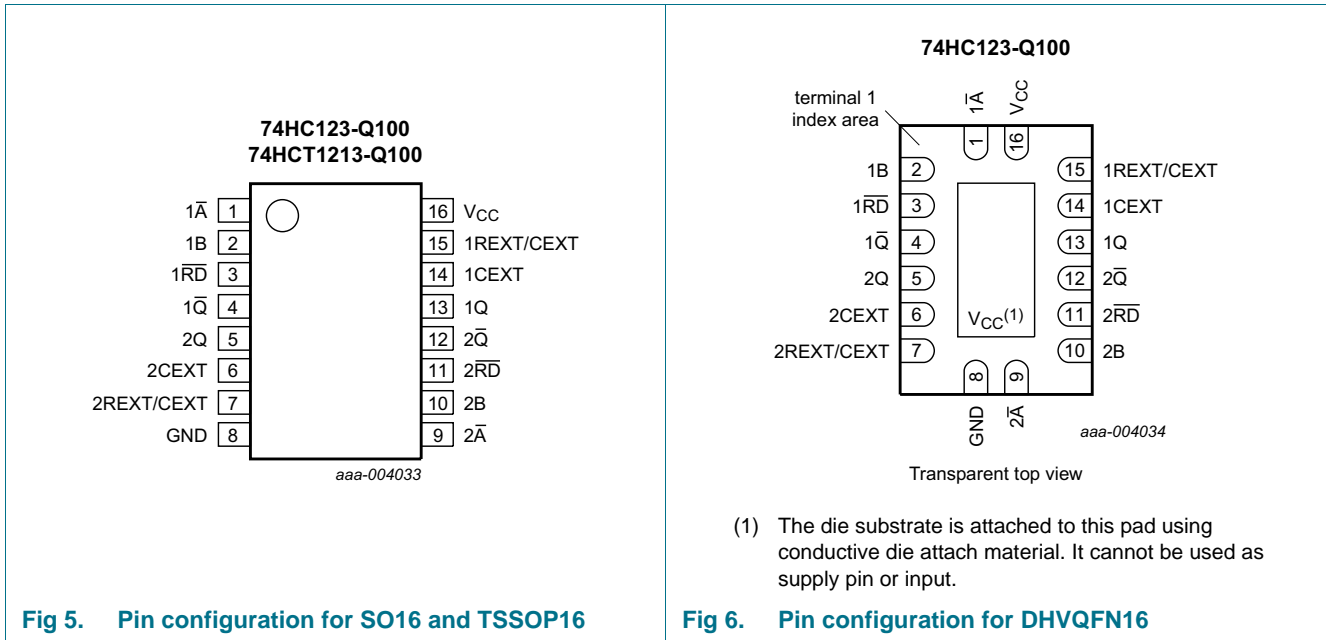 74HC123-Q100
74HCT1213-Q100
1A̅ 1
1B 2
1R̅D̅ 3
1Q̅ 4
2Q 5
2CEXT 6
2REXT/CEXT 7
GND 8
16 VCC
15 1REXT/CEXT
14 1CEXT
13 1Q
12 2Q̅
11 2R̅D̅
10 2B
9 2A̅
aaa-004033
Fig 5. Pin configuration for SO16 and TSSOP16
74HC123-Q100
terminal 1
index area
1A̅ 1
VCC 16
1B 2
1R̅D̅ 3
1Q̅ 4
2Q 5
2CEXT 6
2REXT/CEXT 7
15 1REXT/CEXT
14 1CEXT
13 1Q
12 2Q̅
11 2R̅D̅
10 2B
VCC(1)
8 GND
9 2A̅
aaa-004034
Transparent top view
(1) The die substrate is attached to this pad using
conductive die attach material. It cannot be used as
supply pin or input.
Fig 6. Pin configuration for DHVQFN16